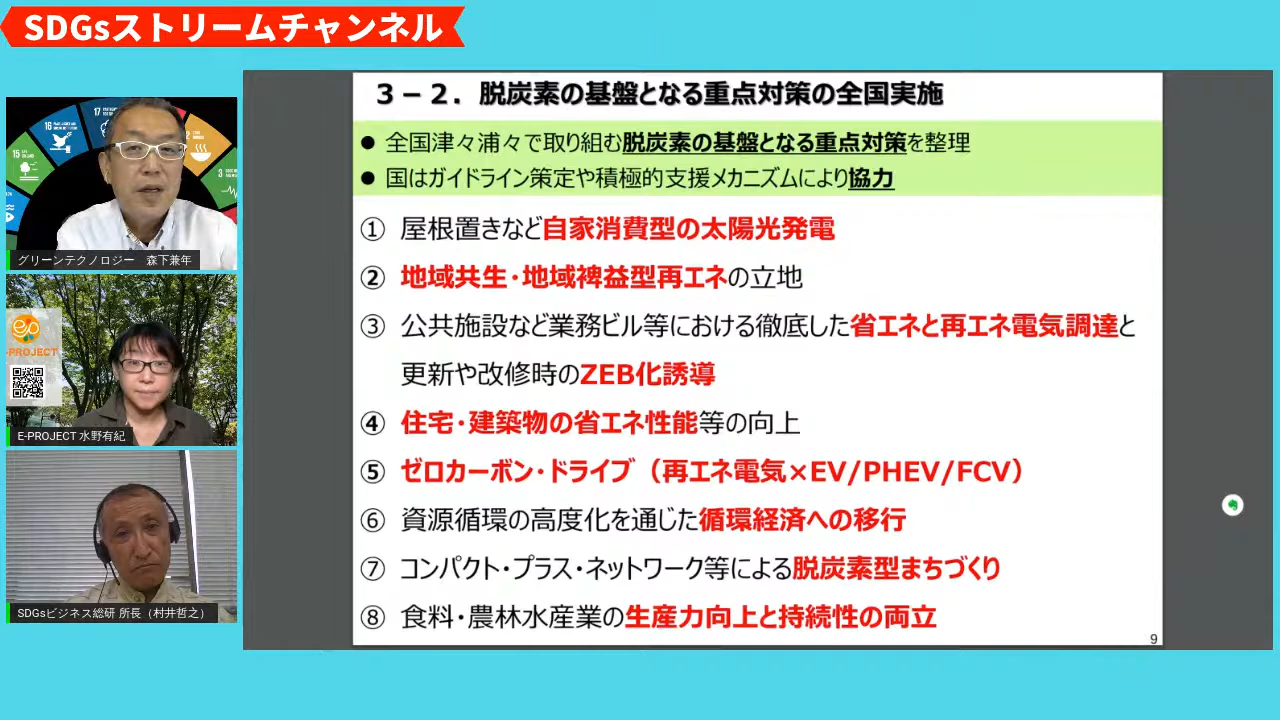 SDGsストリームチャンネル
３－２．脱炭素の基盤となる重点対策の全国実施
● 全国津々浦々で取り組む脱炭素の基盤となる重点対策を整理
● 国はガイドライン策定や積極的支援メカニズムにより協力
① 屋根置きなど自家消費型の太陽光発電
② 地域共生・地域裨益型再エネの立地
③ 公共施設など業務ビル等における徹底した省エネと再エネ電気調達と
更新や改修時のZEB化誘導
④ 住宅・建築物の省エネ性能等の向上
⑤ ゼロカーボン・ドライブ（再エネ電気×EV/PHEV/FCV）
⑥ 資源循環の高度化を通じた循環経済への移行
⑦ コンパクト・プラス・ネットワーク等による脱炭素型まちづくり
⑧ 食料・農林水産業の生産力向上と持続性の両立
9
17
16
15
3
グリーンテクノロジー　森下兼年
eo
-PROJECT
E-PROJECT 水野有紀
SDGsビジネス総研 所長（村井哲之）